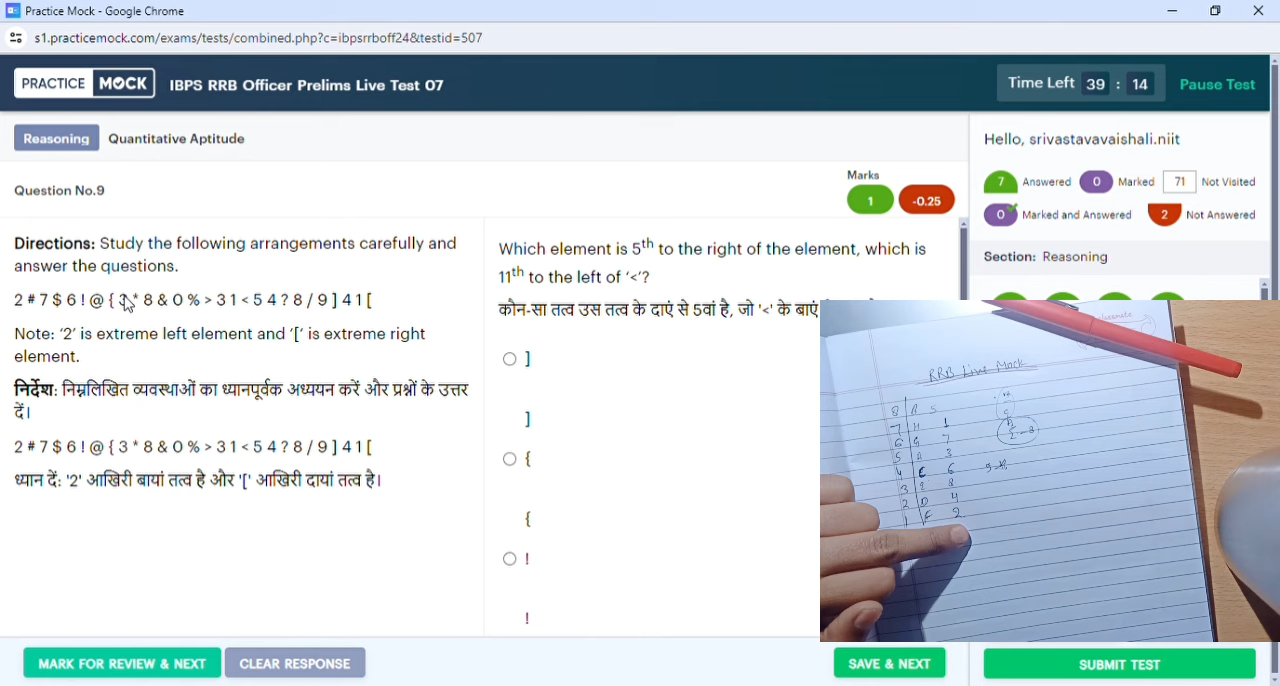 Practice Mock - Google Chrome
s1.practicemock.com/exams/tests/combined.php?c=ibpsrrboff24&testid=507
PRACTICE MOCK IBPS RRB Officer Prelims Live Test 07
Time Left 39 : 14 Pause Test
Reasoning Quantitative Aptitude
Hello, srivastavavaishali.niit
Question No.9
Marks
1 -0.25
7 Answered 0 Marked 71 Not Visited
0 Marked and Answered 2 Not Answered
Section: Reasoning
Directions: Study the following arrangements carefully and
answer the questions.
2 # 7 $ 6 ! @ { 3 * 8 & 0 % > 3 1 < 5 4 ? 8 / 9 ] 4 1 [
Note: ‘2’ is extreme left element and ‘[’ is extreme right
element.
निर्देश: निम्नलिखित व्यवस्थाओं का ध्यानपूर्वक अध्ययन करें और प्रश्नों के उत्तर
दें।
2 # 7 $ 6 ! @ { 3 * 8 & 0 % > 3 1 < 5 4 ? 8 / 9 ] 4 1 [
ध्यान दें: '2' आखिरी बायां तत्व है और '[' आखिरी दायां तत्व है।
Which element is 5th to the right of the element, which is
11th to the left of ‘<’?
कौन-सा तत्व उस तत्व के दाएं से 5वां है, जो '<' के बाएं
]
]
{
{
!
!
RRB Live Mock
7 H 1
6 G 7
2 D 4
1 F 2
MARK FOR REVIEW & NEXT CLEAR RESPONSE SAVE & NEXT SUBMIT TEST